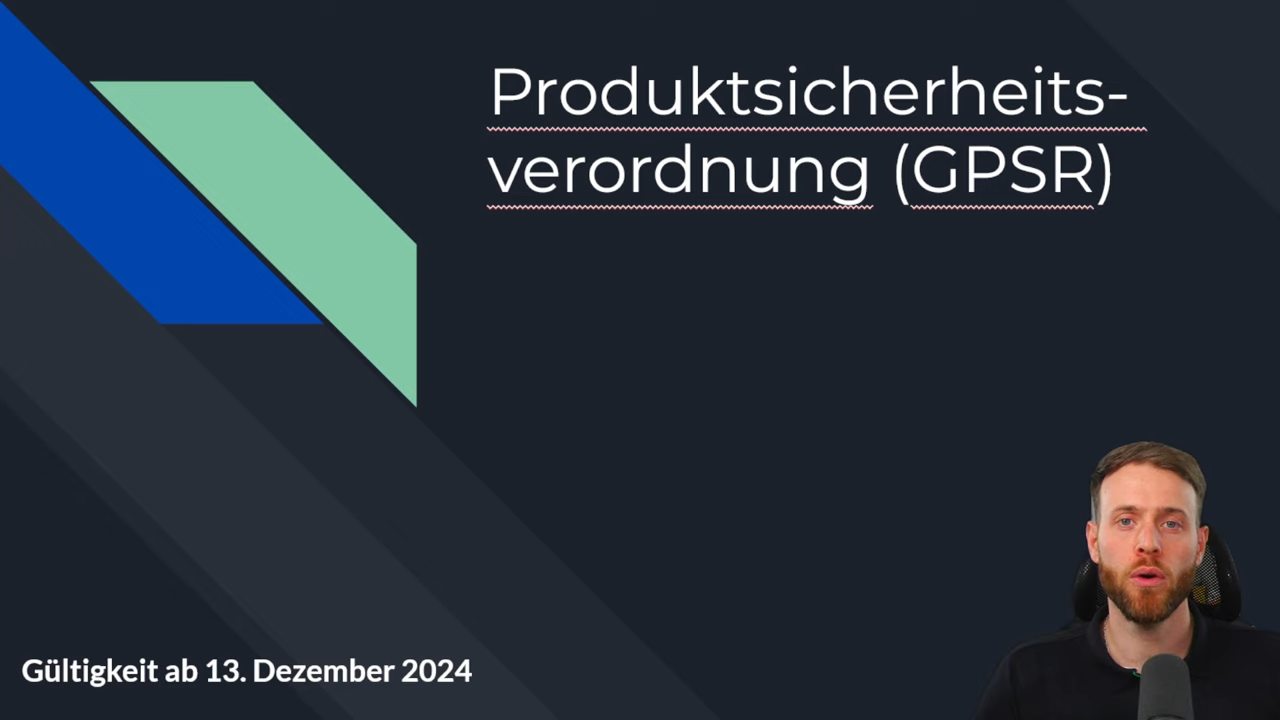 Produktsicherheits-
verordnung (GPSR)
Gültigkeit ab 13. Dezember 2024